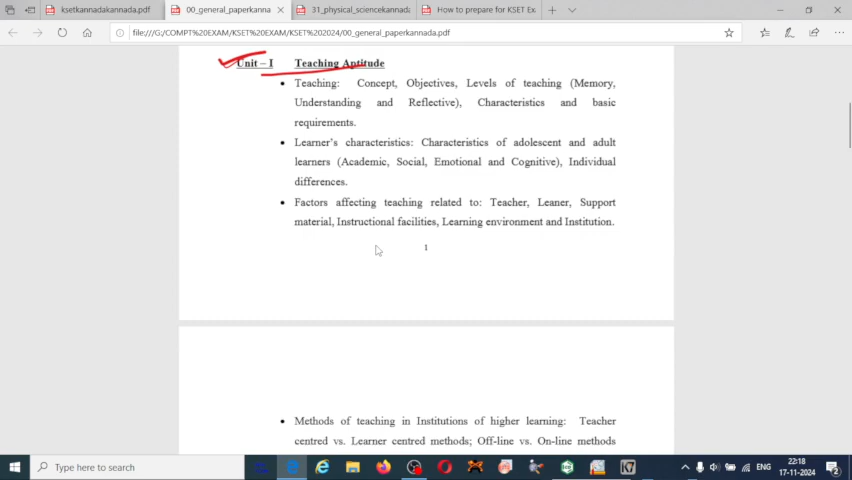 ksetkannadakannada.pdf
00_general_paperkanna
31_physical_sciencekannada
How to prepare for KSET Exa
file:///G:/COMPT%20EXAM/KSET%20EXAM/KSET%202024/00_general_paperkannada.pdf
Unit – I Teaching Aptitude
• Teaching: Concept, Objectives, Levels of teaching (Memory,
Understanding and Reflective), Characteristics and basic
requirements.
• Learner's characteristics: Characteristics of adolescent and adult
learners (Academic, Social, Emotional and Cognitive), Individual
differences.
• Factors affecting teaching related to: Teacher, Leaner, Support
material, Instructional facilities, Learning environment and Institution.
1
• Methods of teaching in Institutions of higher learning: Teacher
centred vs. Learner centred methods; Off-line vs. On-line methods
Type here to search
ENG
22:18
17-11-2024
2